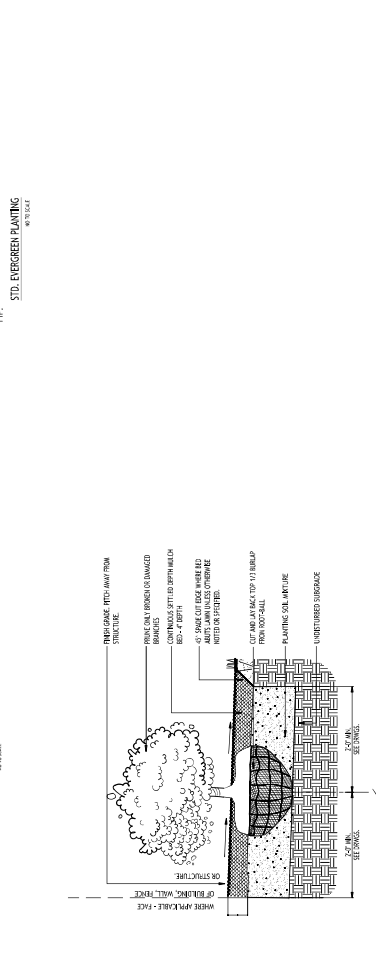 STD. EVERGREEN PLANTING
NO TO SCALE
FINISH GRADE. PITCH AWAY FROM
STRUCTURE.
PRUNE ONLY BROKEN OR DAMAGED
BRANCHES
CONTINUOUS SETTLED DEPTH MULCH
BED - 4" DEPTH
45° SPADE CUT EDGE WHERE BED
ABUTS LAWN UNLESS OTHERWISE
NOTED OR SPECIFIED.
CUT AND LAY BACK TOP 1/3 BURLAP
FROM ROOT-BALL
PLANTING SOIL MIXTURE
UNDISTURBED SUBGRADE
WHERE APPLICABLE - FACE
OF BUILDING, WALL, FENCE
OR STRUCTURE.
2'-0" MIN.
SEE DRWGS.
2'-0" MIN.
SEE DRWGS.